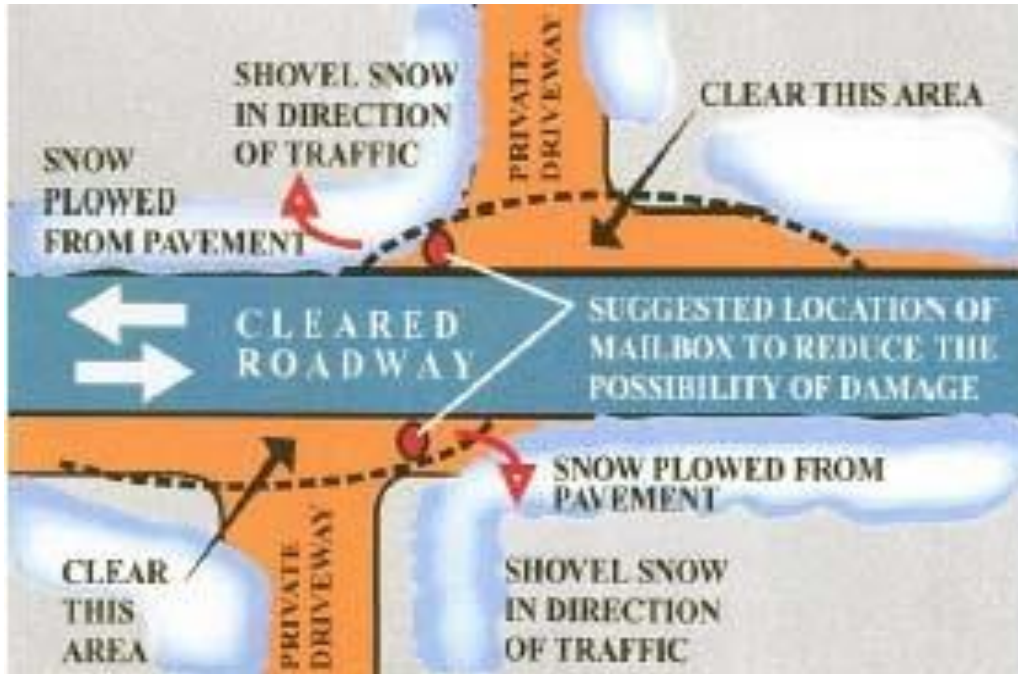 SHOVEL SNOW
IN DIRECTION
OF TRAFFIC
PRIVATE
DRIVEWAY
CLEAR THIS AREA
SNOW
PLOWED
FROM PAVEMENT
CLEARED
ROADWAY
SUGGESTED LOCATION OF
MAILBOX TO REDUCE THE
POSSIBILITY OF DAMAGE
SNOW PLOWED FROM
PAVEMENT
CLEAR
THIS
AREA
PRIVATE
DRIVEWAY
SHOVEL SNOW
IN DIRECTION
OF TRAFFIC